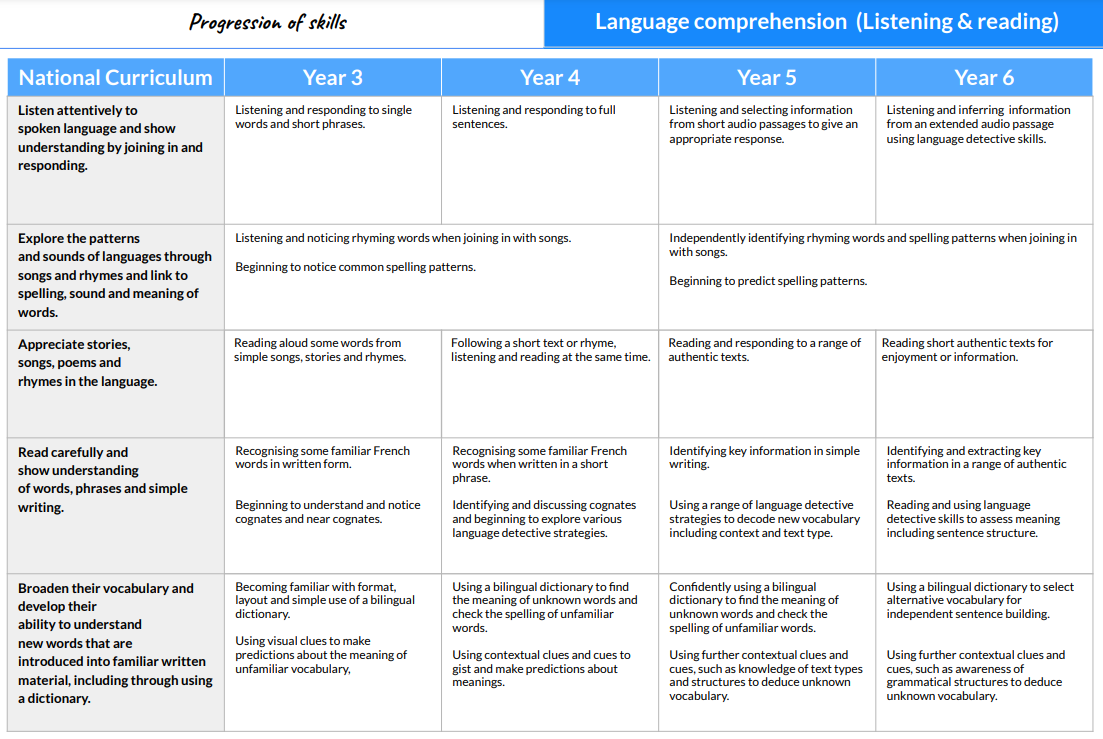 Progression of skills
Language comprehension (Listening & reading)
National Curriculum
Year 3
Year 4
Year 5
Year 6
Listen attentively to
spoken language and show
understanding by joining in and
responding.
Listening and responding to single
words and short phrases.
Listening and responding to full
sentences.
Listening and selecting information
from short audio passages to give an
appropriate response.
Listening and inferring information
from an extended audio passage
using language detective skills.
Explore the patterns
and sounds of languages through
songs and rhymes and link to
spelling, sound and meaning of
words.
Listening and noticing rhyming words when joining in with songs.
Beginning to notice common spelling patterns.
Independently identifying rhyming words and spelling patterns when joining in
with songs.
Beginning to predict spelling patterns.
Appreciate stories,
songs, poems and
rhymes in the language.
Reading aloud some words from
simple songs, stories and rhymes.
Following a short text or rhyme,
listening and reading at the same time.
Reading and responding to a range of
authentic texts.
Reading short authentic texts for
enjoyment or information.
Read carefully and
show understanding
of words, phrases and simple
writing.
Recognising some familiar French
words in written form.
Beginning to understand and notice
cognates and near cognates.
Recognising some familiar French
words when written in a short
phrase.
Identifying and discussing cognates
and beginning to explore various
language detective strategies.
Identifying key information in simple
writing.
Using a range of language detective
strategies to decode new vocabulary
including context and text type.
Identifying and extracting key
information in a range of authentic
texts.
Reading and using language
detective skills to assess meaning
including sentence structure.
Broaden their vocabulary and
develop their
ability to understand
new words that are
introduced into familiar written
material, including through using
a dictionary.
Becoming familiar with format,
layout and simple use of a bilingual
dictionary.
Using visual clues to make
predictions about the meaning of
unfamiliar vocabulary,
Using a bilingual dictionary to find
the meaning of unknown words and
check the spelling of unfamiliar
words.
Using contextual clues and cues to
gist and make predictions about
meanings.
Confidently using a bilingual
dictionary to find the meaning of
unknown words and check the
spelling of unfamiliar words.
Using further contextual clues and
cues, such as knowledge of text types
and structures to deduce unknown
vocabulary.
Using a bilingual dictionary to select
alternative vocabulary for
independent sentence building.
Using further contextual clues and
cues, such as awareness of
grammatical structures to deduce
unknown vocabulary.